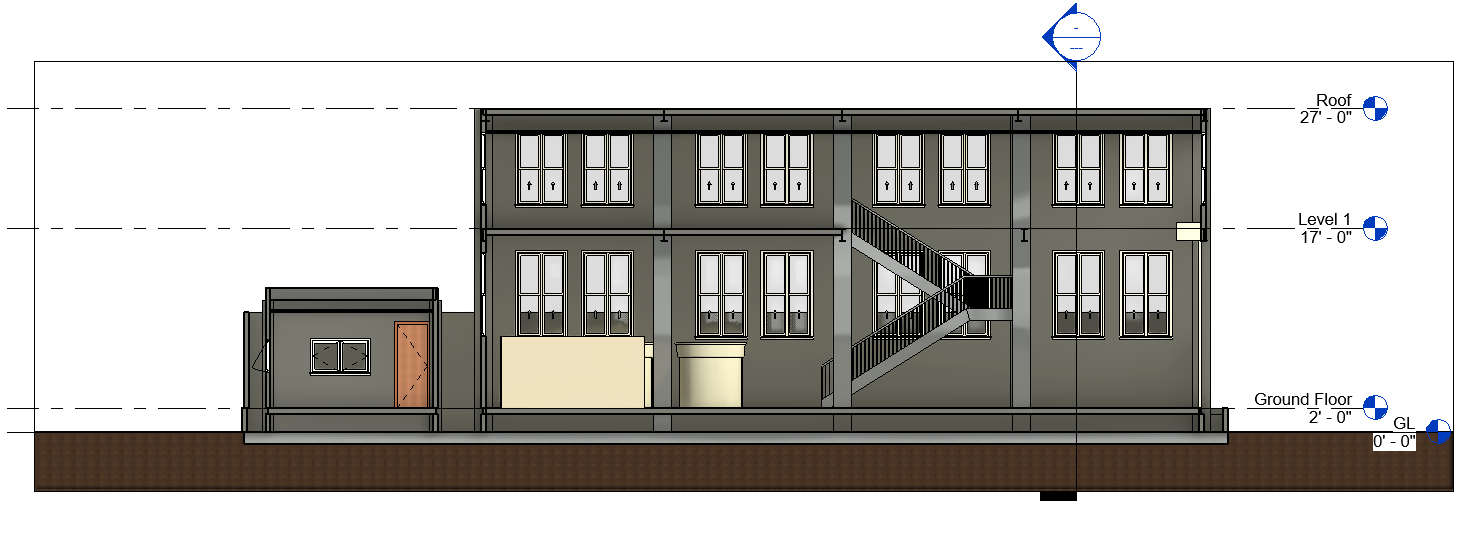 -
---
Roof
27' - 0"
Level 1
17' - 0"
Ground Floor
2' - 0"
GL
0' - 0"